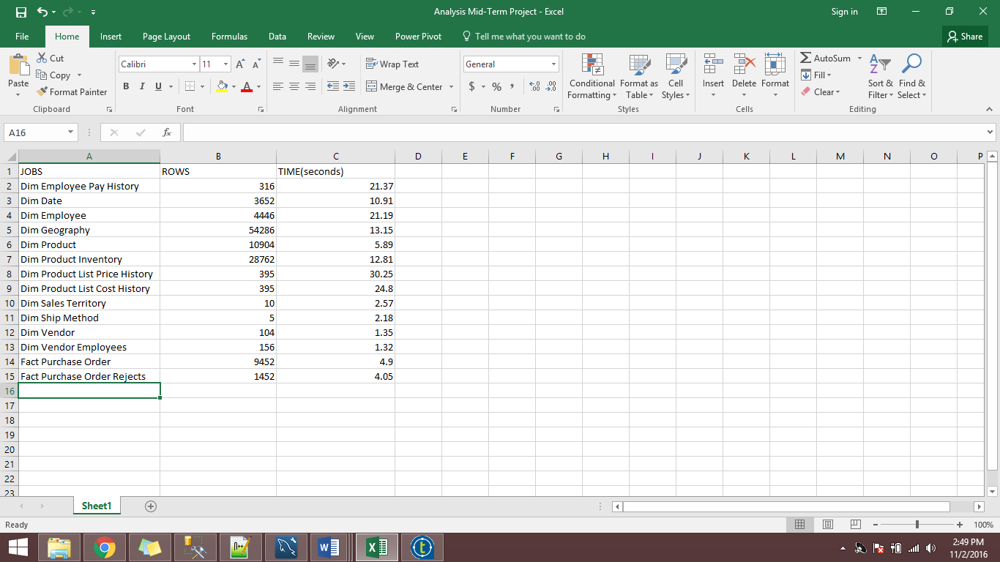 Analysis Mid-Term Project - Excel
Sign in
File Home Insert Page Layout Formulas Data Review View Power Pivot Tell me what you want to do Share
Paste
Cut
Copy
Format Painter
Clipboard
Calibri 11
B I U
Font
Wrap Text
Merge & Center
Alignment
General
$ % ,
Number
Conditional Formatting
Format as Table
Cell Styles
Styles
Insert Delete Format
Cells
AutoSum
Fill
Clear
Sort & Filter
Find & Select
Editing
A16 fx
A B C D E F G H I J K L M N O P
1 JOBS ROWS TIME(seconds)
2 Dim Employee Pay History 316 21.37
3 Dim Date 3652 10.91
4 Dim Employee 4446 21.19
5 Dim Geography 54286 13.15
6 Dim Product 10904 5.89
7 Dim Product Inventory 28762 12.81
8 Dim Product List Price History 395 30.25
9 Dim Product List Cost History 395 24.8
10 Dim Sales Territory 10 2.57
11 Dim Ship Method 5 2.18
12 Dim Vendor 104 1.35
13 Dim Vendor Employees 156 1.32
14 Fact Purchase Order 9452 4.9
15 Fact Purchase Order Rejects 1452 4.05
16
17
18
19
20
21
22
23
Sheet1
Ready
100%
2:49 PM
11/2/2016